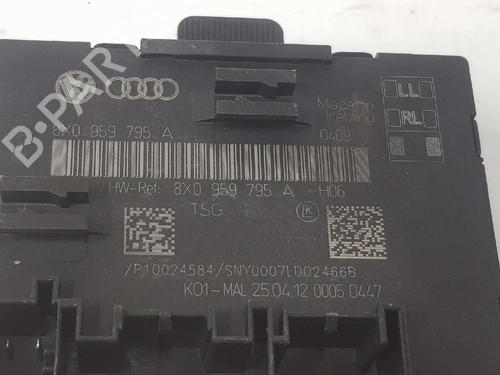 B-PARTS
8X0 959 795 A
LL
Made in
Ireland
RL
0409
HW-Ref: 8X0 959 795 A H06
TSG
/P10024584/SNY0007LD02466B
K01-MAL 25.04.12 0005 0447